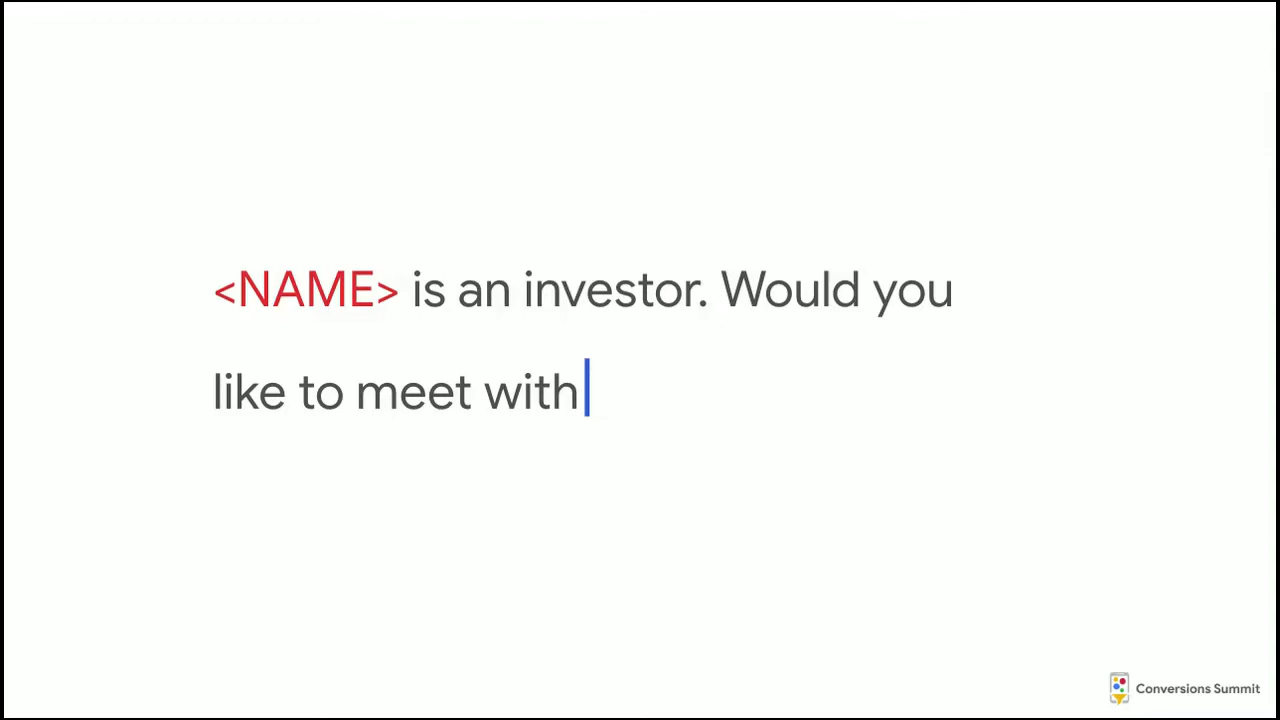 <NAME> is an investor. Would you
like to meet with
Conversions Summit